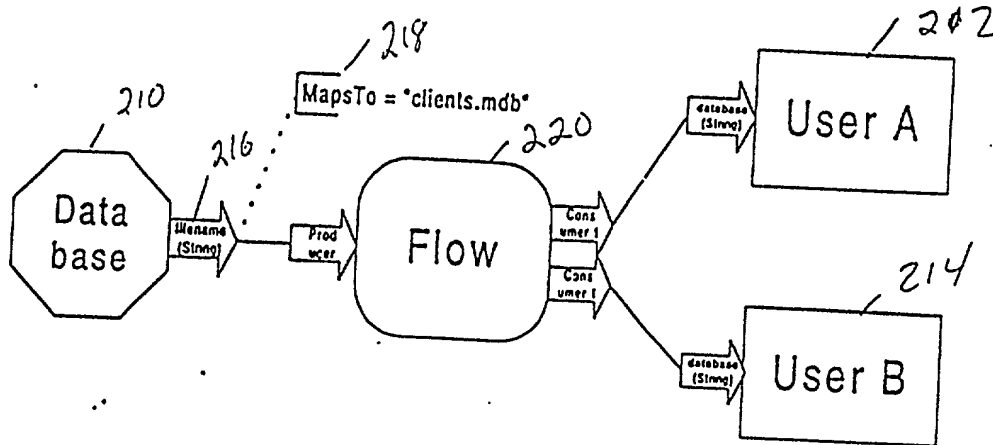 218
MapsTo = "clients.mdb"
210
216
Data
base
filename
(String)
220
Prod
ucer
Flow
Cons
umer 1
Cons
umer 1
database
(String)
User A
214
database
(String)
User B